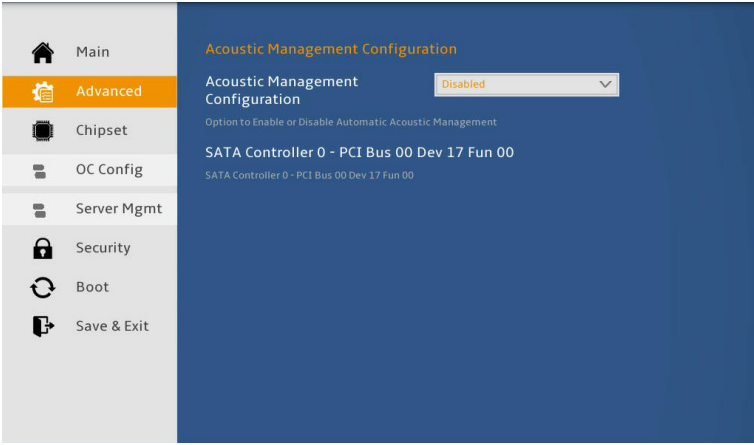 Main
Advanced
Chipset
OC Config
Server Mgmt
Security
Boot
Save & Exit
Acoustic Management Configuration
Acoustic Management
Configuration
Disabled
Option to Enable or Disable Automatic Acoustic Management
SATA Controller 0 - PCI Bus 00 Dev 17 Fun 00
SATA Controller 0 - PCI Bus 00 Dev 17 Fun 00